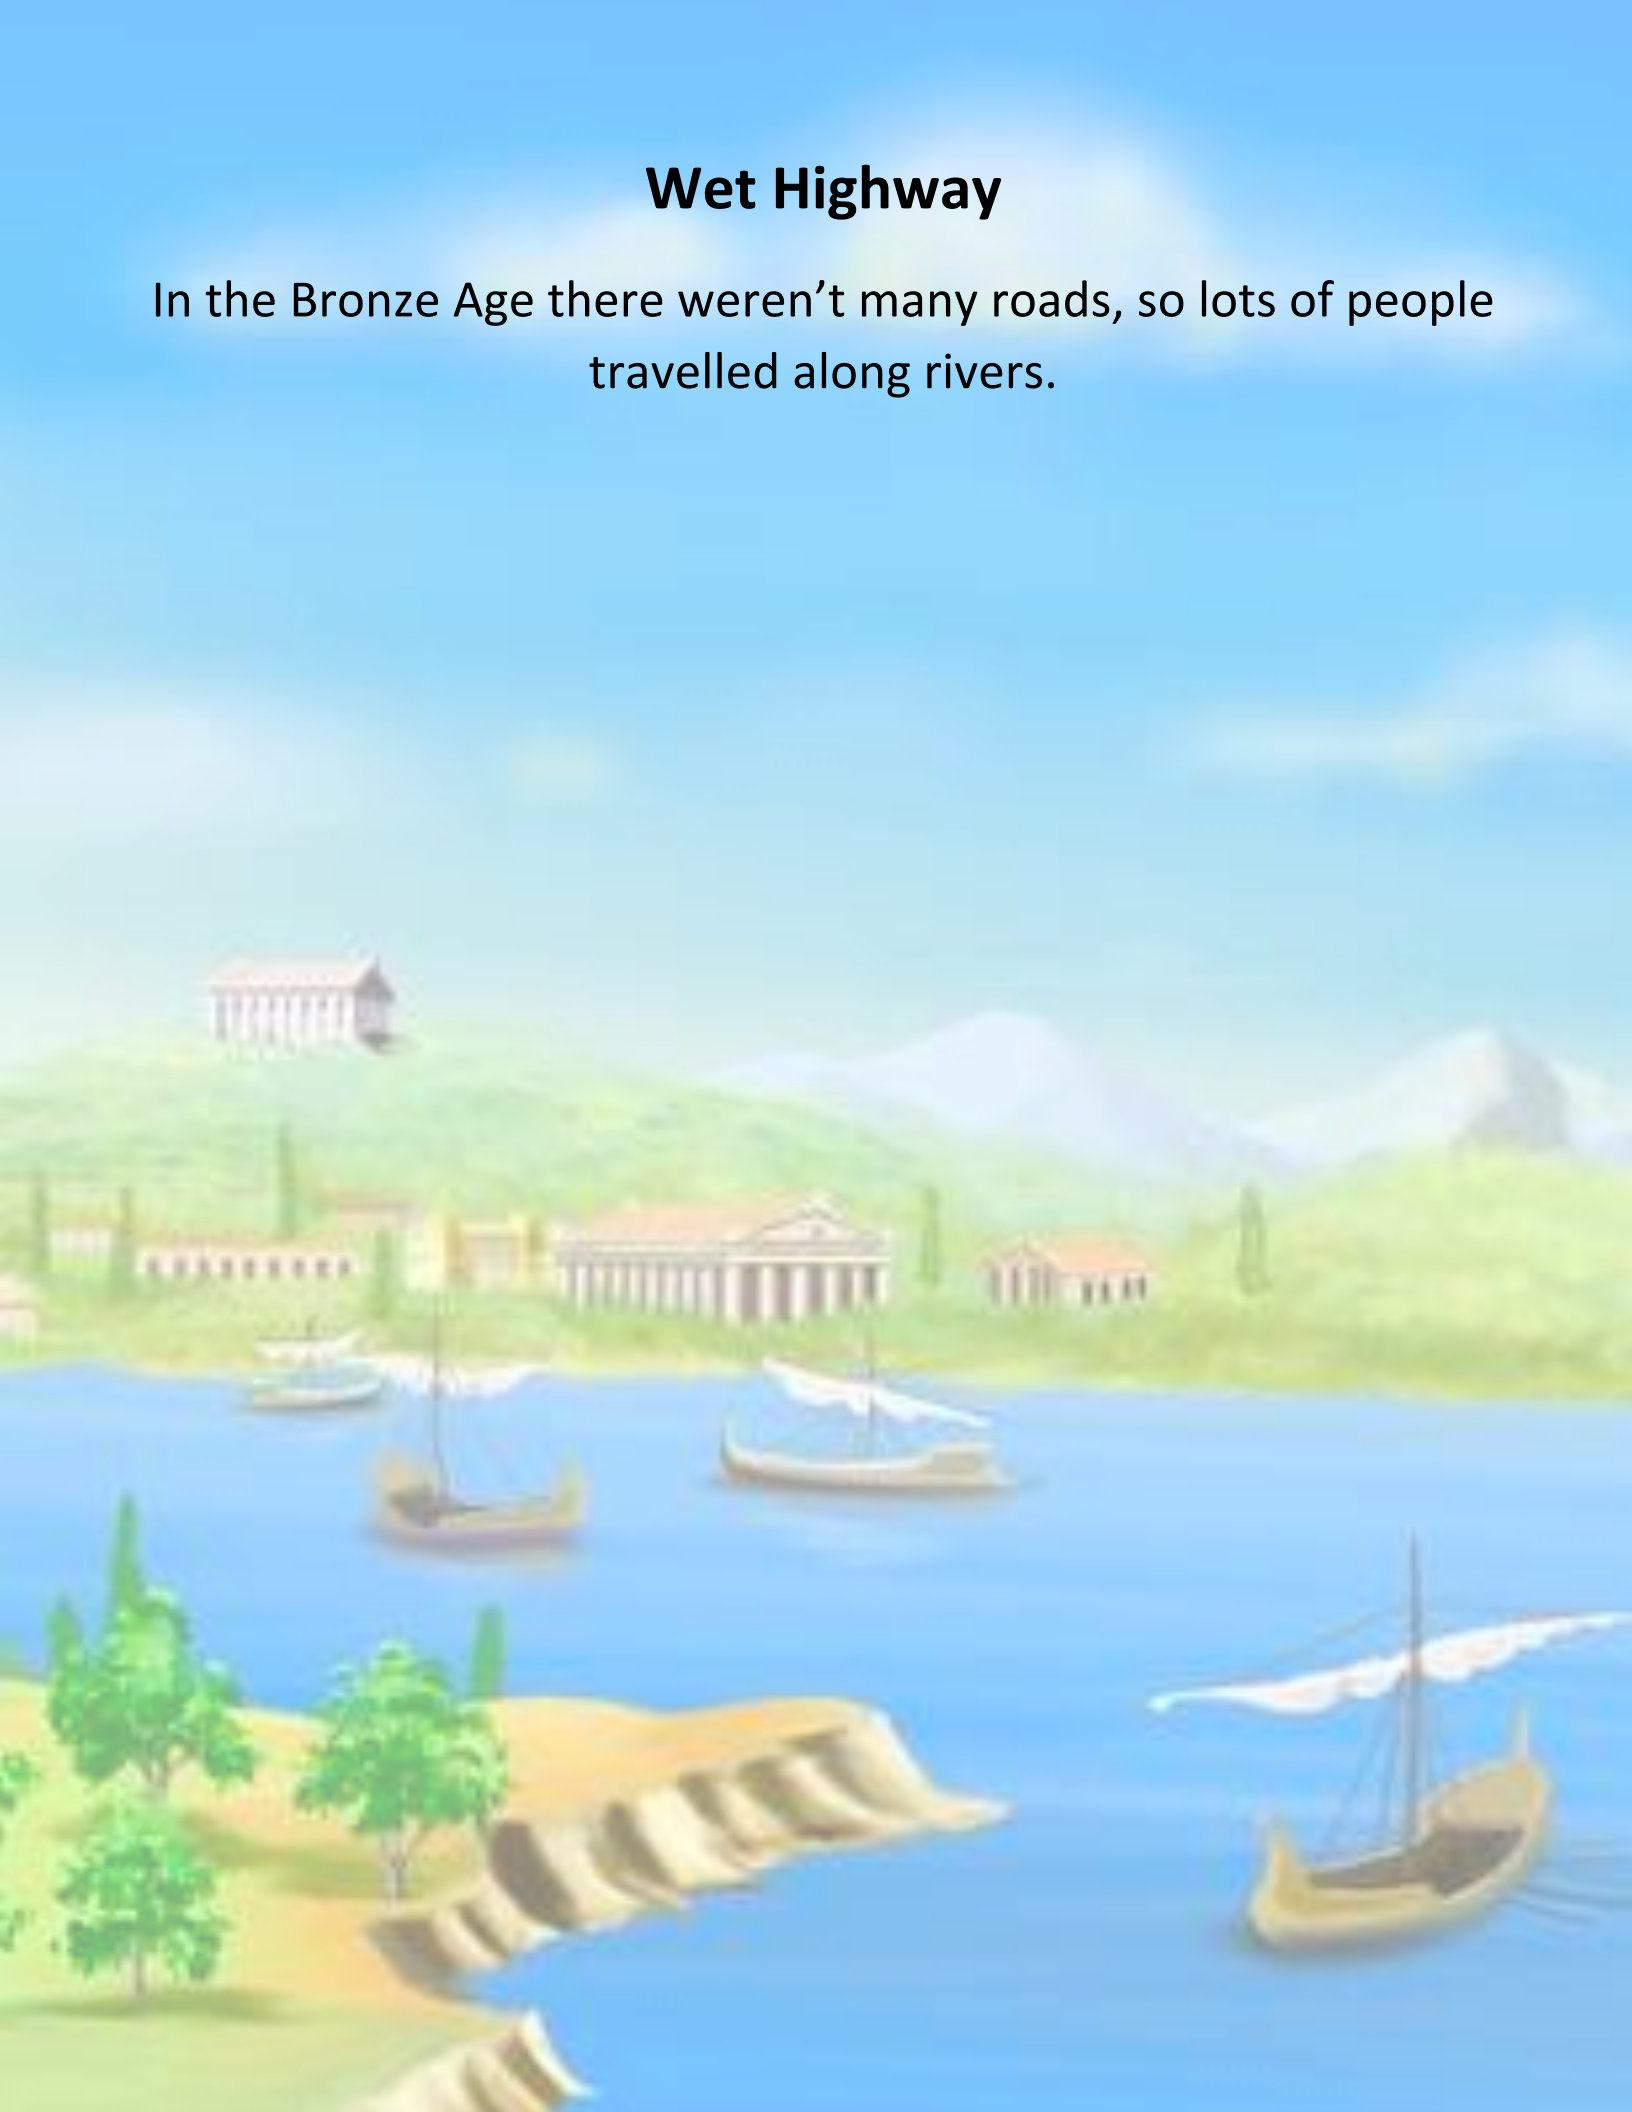 Wet Highway
In the Bronze Age there weren’t many roads, so lots of people
travelled along rivers.